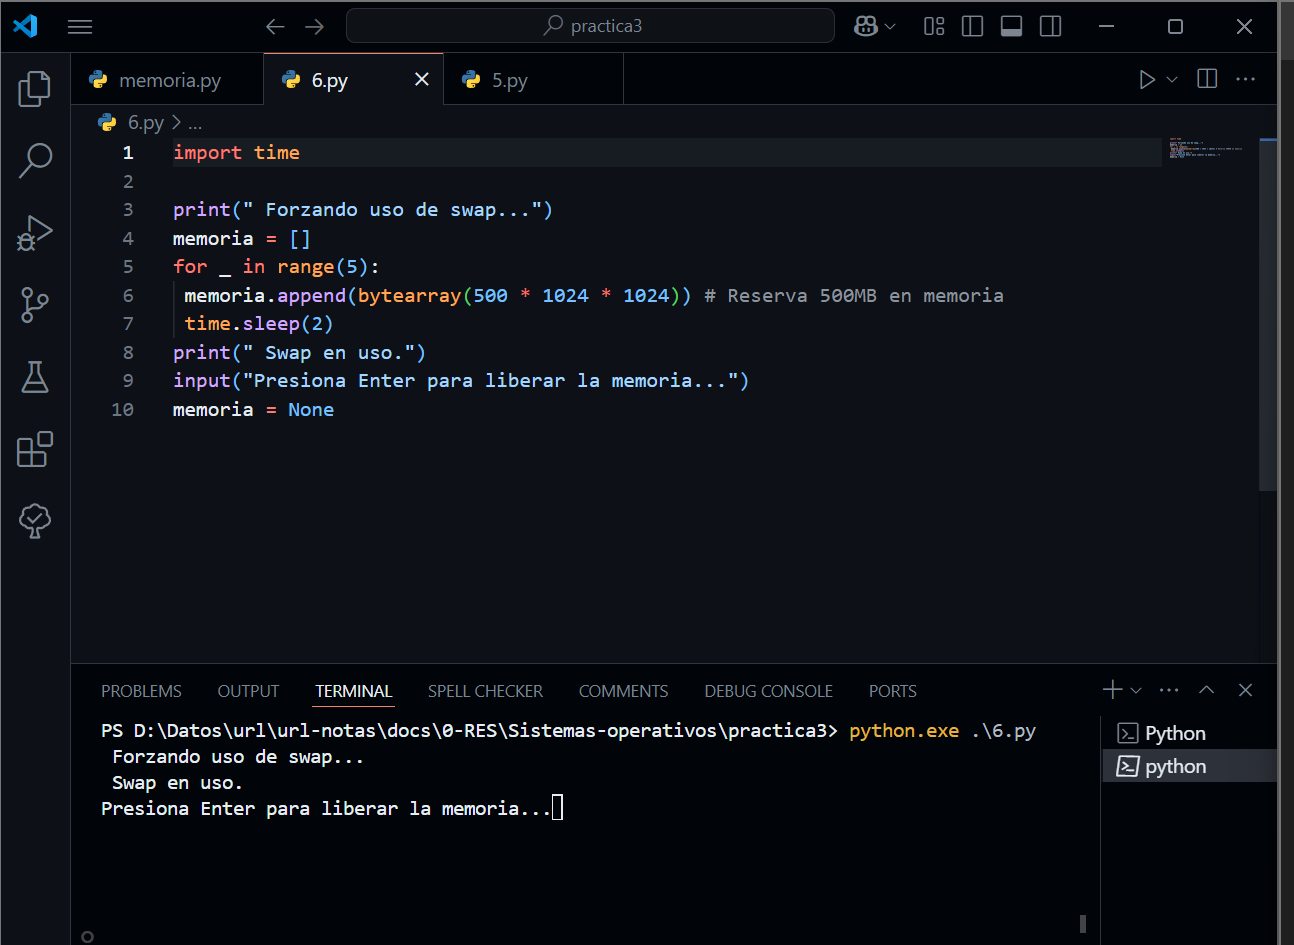 practica3
memoria.py
6.py
5.py
6.py > ...
1 import time
2
3 print(" Forzando uso de swap...")
4 memoria = []
5 for _ in range(5):
6  memoria.append(bytearray(500 * 1024 * 1024)) # Reserva 500MB en memoria
7  time.sleep(2)
8 print(" Swap en uso.")
9 input("Presiona Enter para liberar la memoria...")
10 memoria = None
PROBLEMS OUTPUT TERMINAL SPELL CHECKER COMMENTS DEBUG CONSOLE PORTS
PS D:\Datos\url\url-notas\docs\0-RES\Sistemas-operativos\practica3> python.exe .\6.py
 Forzando uso de swap...
 Swap en uso.
Presiona Enter para liberar la memoria...
Python
python